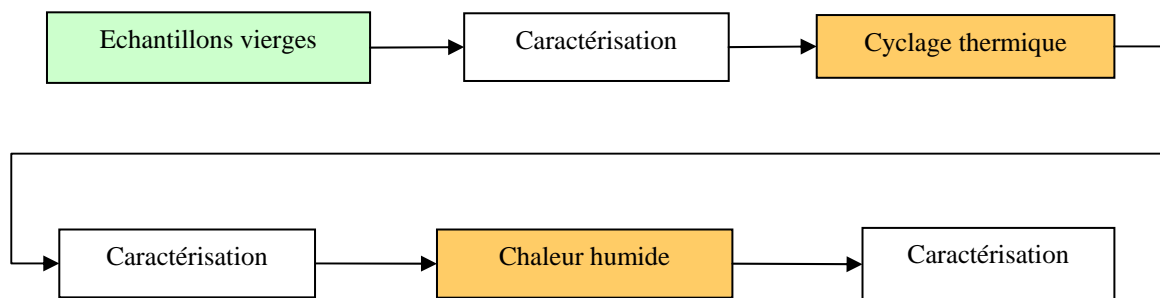 Echantillons vierges
Caractérisation
Cyclage thermique
Caractérisation
Chaleur humide
Caractérisation